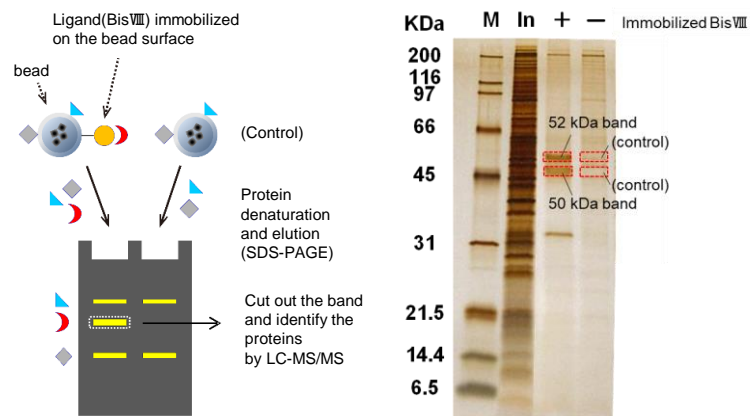 Ligand(BisⅧ) immobilized
on the bead surface
bead
(Control)
Protein
denaturation
and elution
(SDS-PAGE)
Cut out the band
and identify the
proteins
by LC-MS/MS
KDa
M
In
+
−
Immobilized BisⅧ
200
116
97
66
45
31
21.5
14.4
6.5
52 kDa band
(control)
(control)
50 kDa band